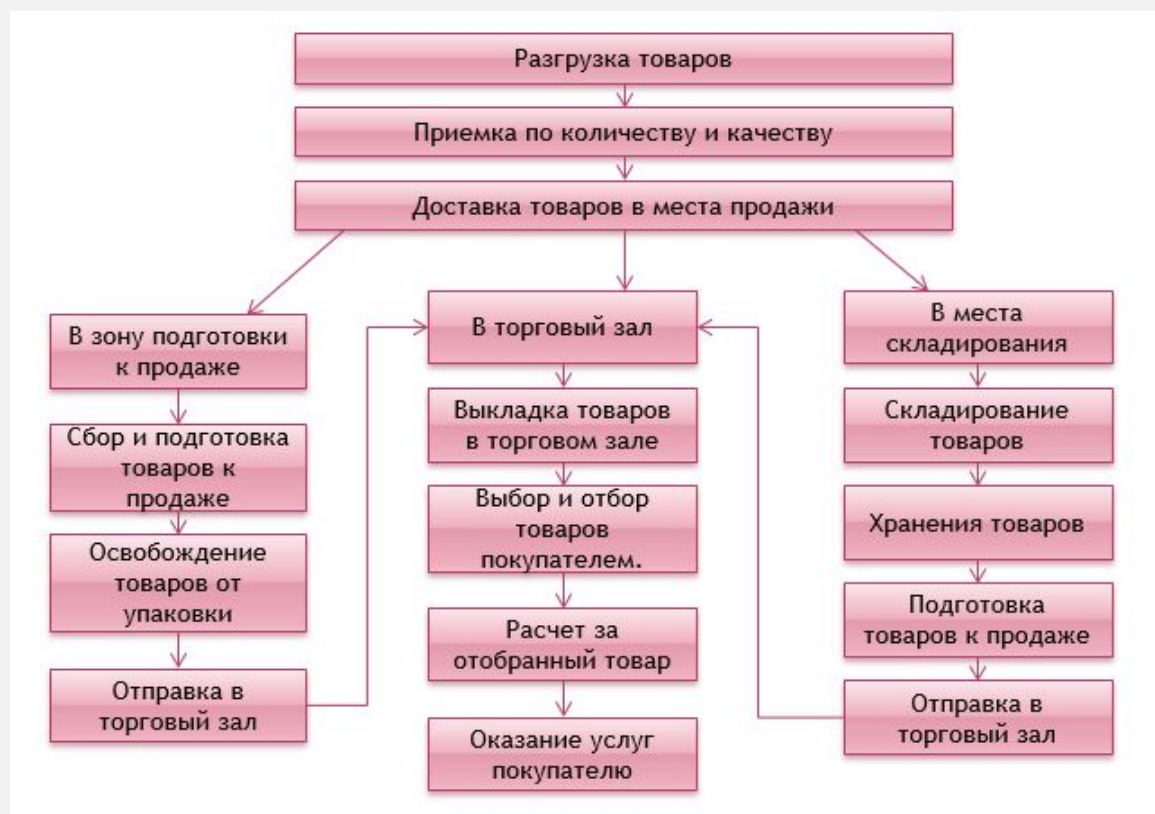 Разгрузка товаров
Приемка по количеству и качеству
Доставка товаров в места продажи
В зону подготовки
к продаже
Сбор и подготовка
товаров к
продаже
Освобождение
товаров от
упаковки
Отправка в
торговый зал
В торговый зал
Выкладка товаров
в торговом зале
Выбор и отбор
товаров
покупателем.
Расчет за
отобранный товар
Оказание услуг
покупателю
В места
складирования
Складирование
товаров
Хранения товаров
Подготовка
товаров к продаже
Отправка в
торговый зал